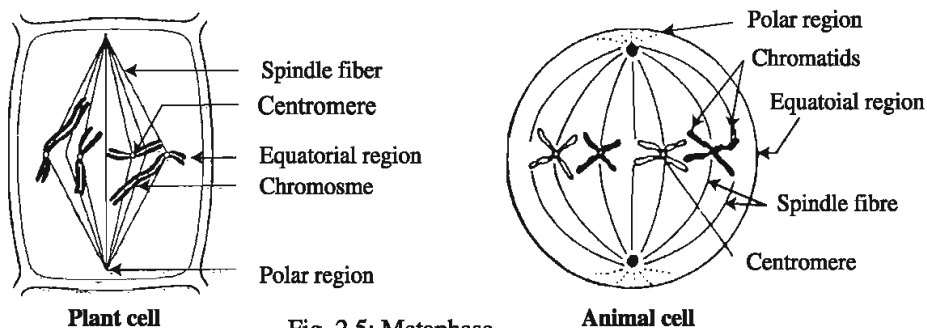 Spindle fiber
Centromere
Equatorial region
Chromosme
Polar region
Plant cell
Polar region
Chromatids
Equatoial region
Spindle fibre
Centromere
Animal cell
Fig. 2.5: Metaphase